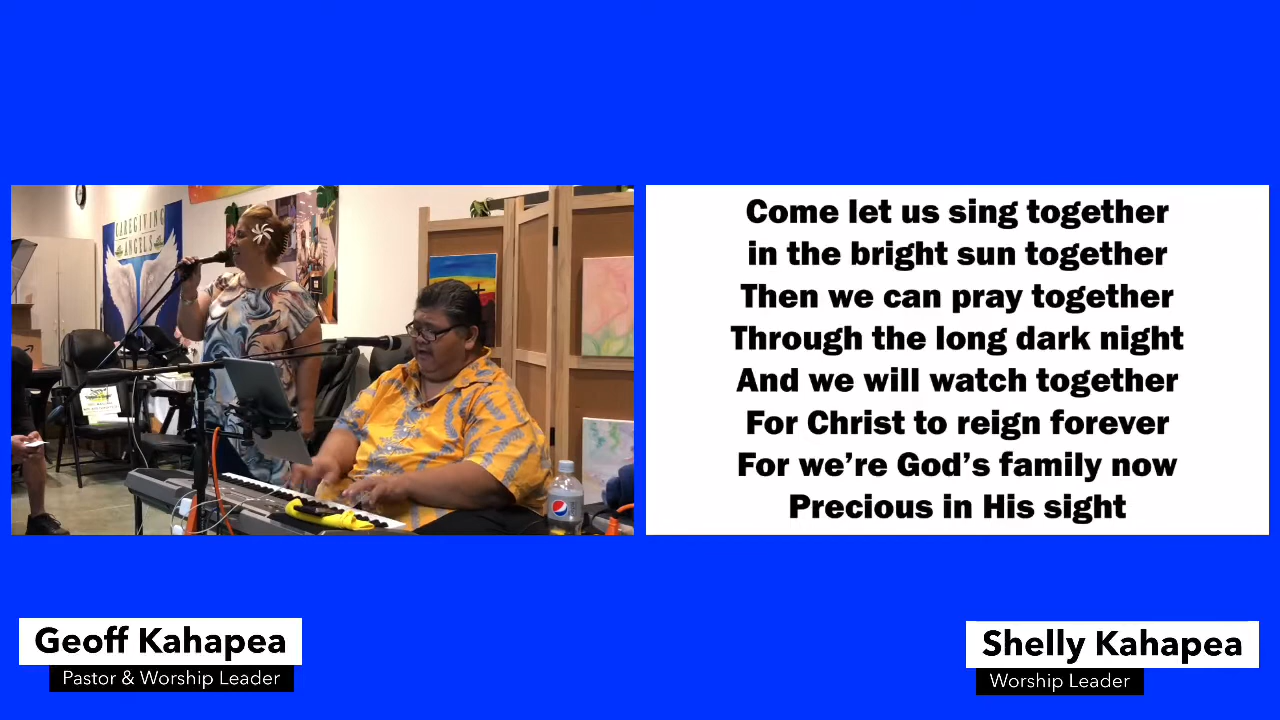 CAREGIVING
ANGELS
Come let us sing together
in the bright sun together
Then we can pray together
Through the long dark night
And we will watch together
For Christ to reign forever
For we're God's family now
Precious in His sight
Geoff Kahapea
Pastor & Worship Leader
Shelly Kahapea
Worship Leader